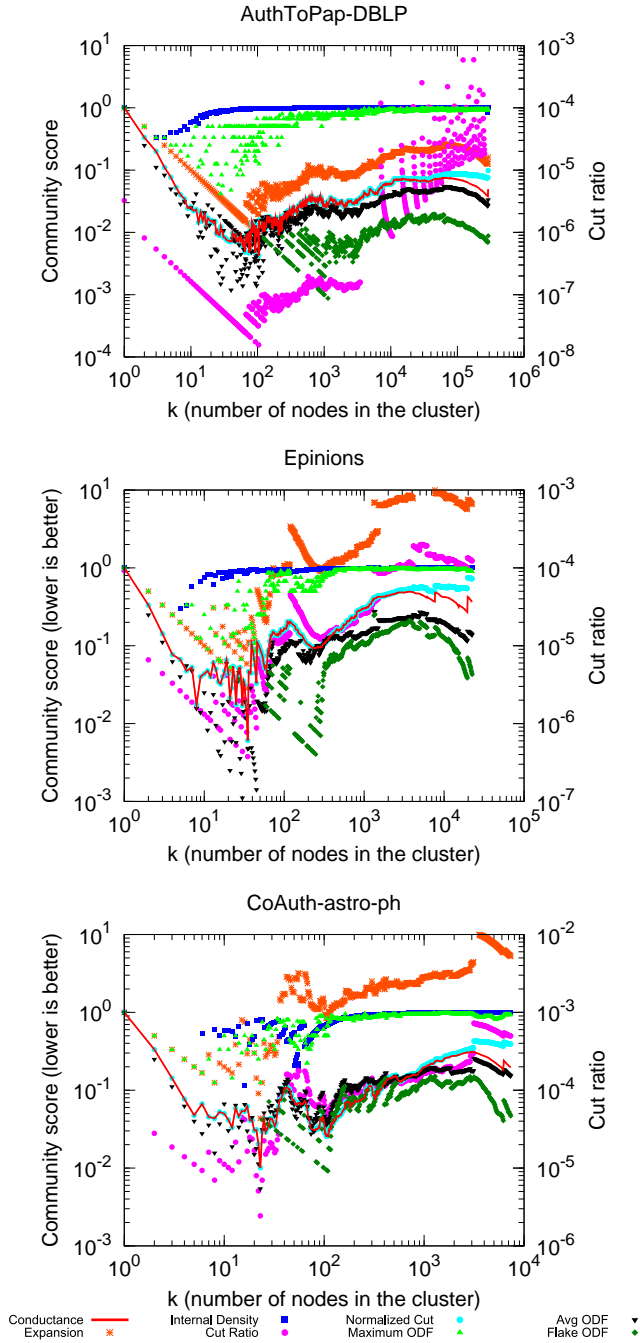 AuthToPap-DBLP
10^1
10^0
10^-1
10^-2
10^-3
10^-4
Community score
10^-3
10^-4
10^-5
10^-6
10^-7
10^-8
Cut ratio
10^0 10^1 10^2 10^3 10^4 10^5 10^6
k (number of nodes in the cluster)
Epinions
10^1
10^0
10^-1
10^-2
10^-3
Community score (lower is better)
10^-3
10^-4
10^-5
10^-6
10^-7
Cut ratio
10^0 10^1 10^2 10^3 10^4 10^5
k (number of nodes in the cluster)
CoAuth-astro-ph
10^1
10^0
10^-1
10^-2
10^-3
Community score (lower is better)
10^-2
10^-3
10^-4
10^-5
10^-6
Cut ratio
10^0 10^1 10^2 10^3 10^4
k (number of nodes in the cluster)
Conductance Internal Density Normalized Cut Avg ODF
Expansion Cut Ratio Maximum ODF Flake ODF